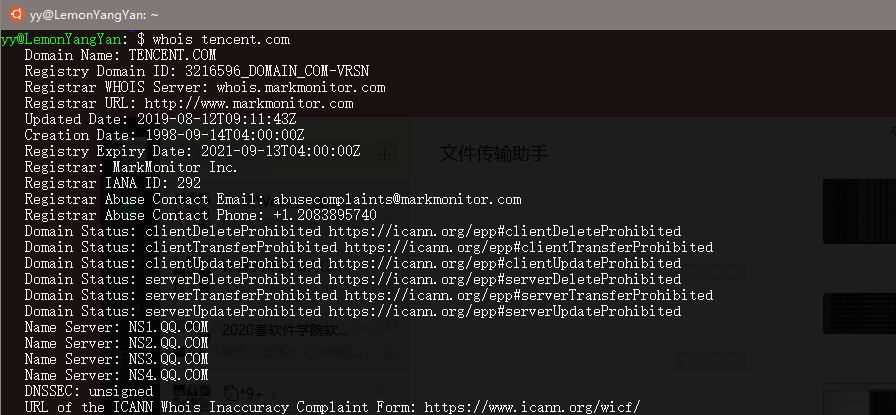 yy@LemonYangYan: ~
yy@LemonYangYan:~$ whois tencent.com
Domain Name: TENCENT.COM
Registry Domain ID: 3216596_DOMAIN_COM-VRSN
Registrar WHOIS Server: whois.markmonitor.com
Registrar URL: http://www.markmonitor.com
Updated Date: 2019-08-12T09:11:43Z
Creation Date: 1998-09-14T04:00:00Z
Registry Expiry Date: 2021-09-13T04:00:00Z
Registrar: MarkMonitor Inc.
Registrar IANA ID: 292
Registrar Abuse Contact Email: abusecomplaints@markmonitor.com
Registrar Abuse Contact Phone: +1.2083895740
Domain Status: clientDeleteProhibited https://icann.org/epp#clientDeleteProhibited
Domain Status: clientTransferProhibited https://icann.org/epp#clientTransferProhibited
Domain Status: clientUpdateProhibited https://icann.org/epp#clientUpdateProhibited
Domain Status: serverDeleteProhibited https://icann.org/epp#serverDeleteProhibited
Domain Status: serverTransferProhibited https://icann.org/epp#serverTransferProhibited
Domain Status: serverUpdateProhibited https://icann.org/epp#serverUpdateProhibited
Name Server: NS1.QQ.COM
Name Server: NS2.QQ.COM
Name Server: NS3.QQ.COM
Name Server: NS4.QQ.COM
DNSSEC: unsigned
URL of the ICANN Whois Inaccuracy Complaint Form: https://www.icann.org/wicf/
文件传输助手
2020春软件学院软...